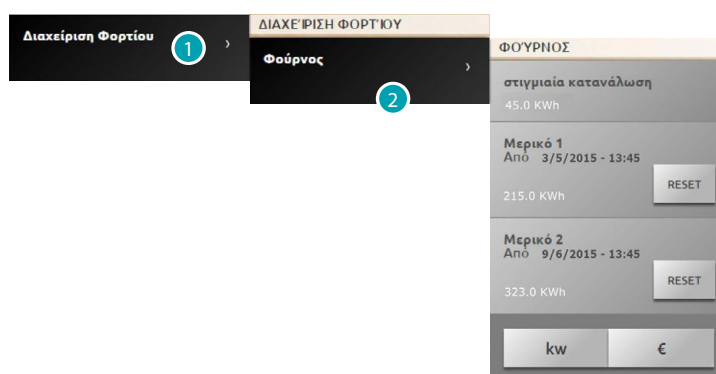 Διαχείριση Φορτίου
1
›
ΔΙΑΧΕΊΡΙΣΗ ΦΟΡΤΊΟΥ
Φούρνος
›
2
ΦΟΎΡΝΟΣ
στιγμιαία κατανάλωση
45.0 KWh
Μερικό 1
Από 3/5/2015 - 13:45
215.0 KWh
RESET
Μερικό 2
Από 9/6/2015 - 13:45
323.0 KWh
RESET
kw
€